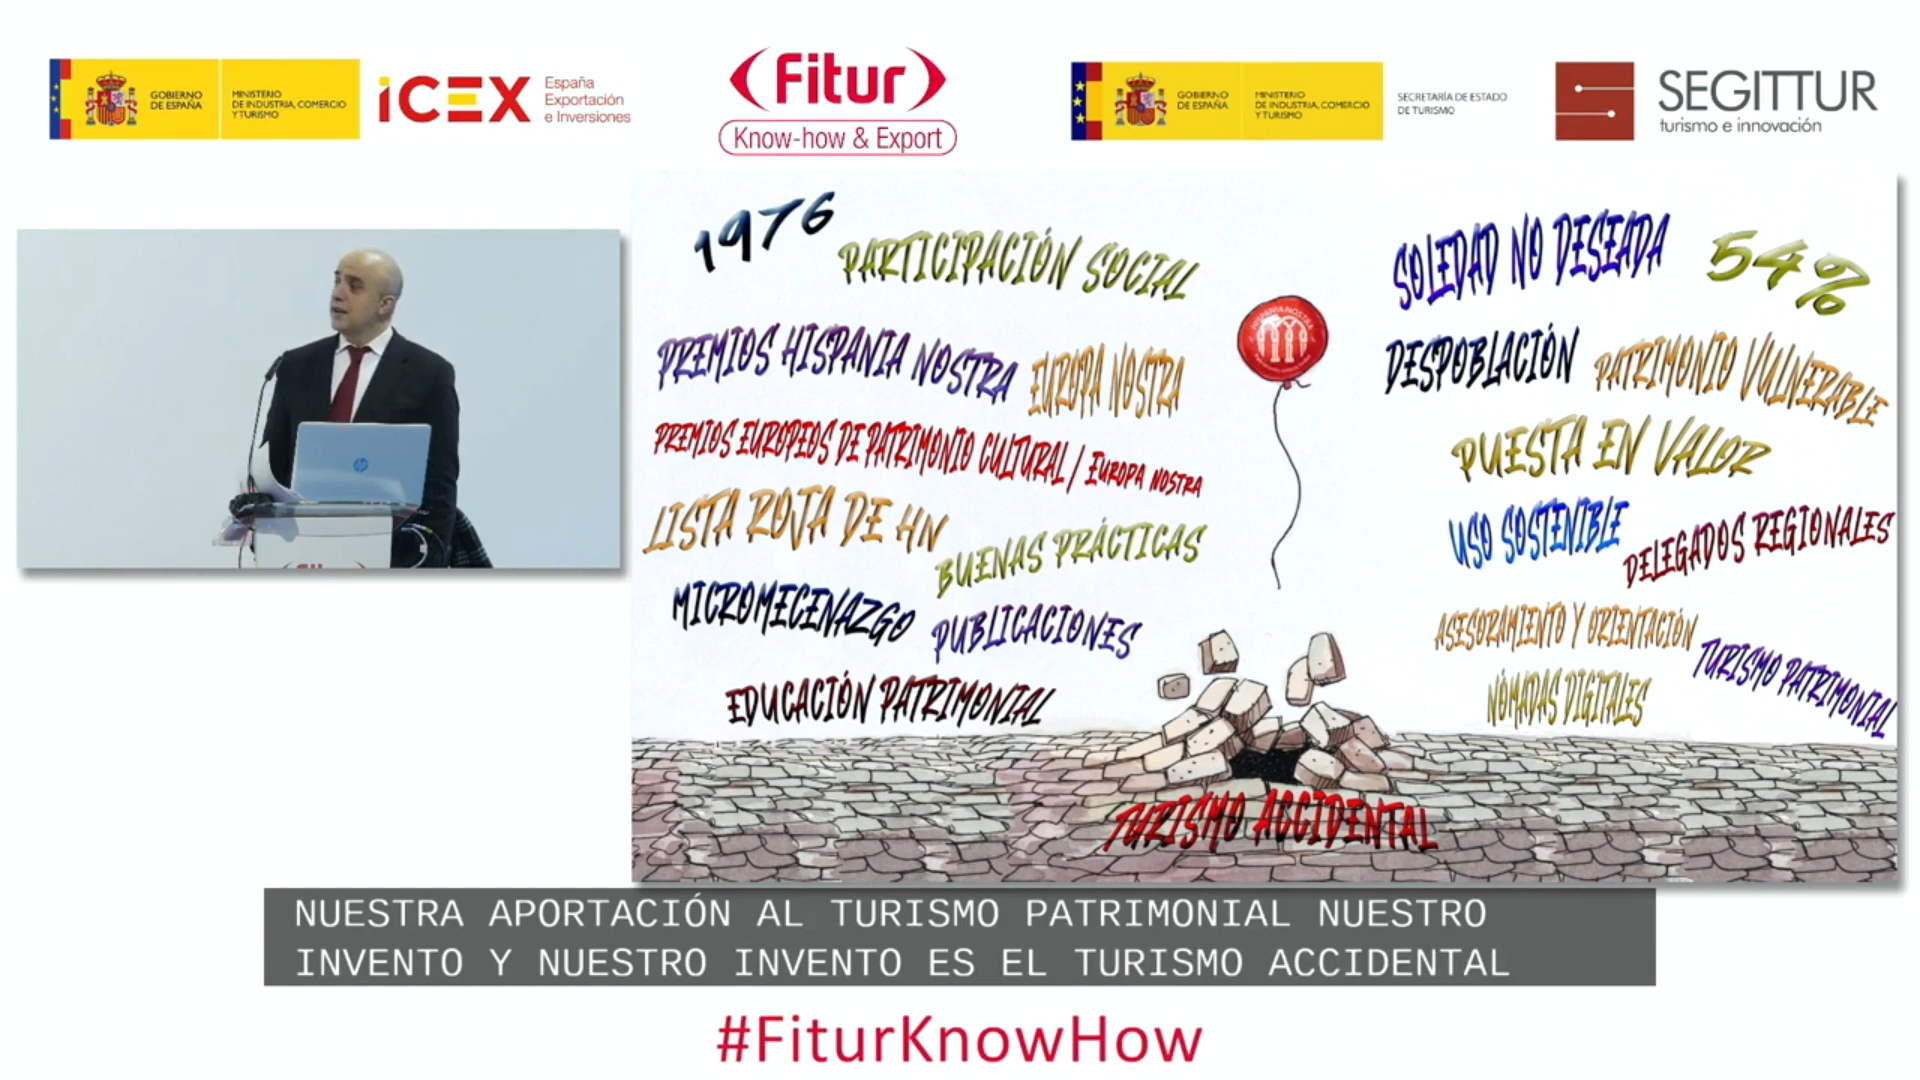 GOBIERNO
DE ESPAÑA
MINISTERIO
DE INDUSTRIA, COMERCIO
Y TURISMO
iCEX
España
Exportación
e Inversiones
Fitur
Know-how & Export
GOBIERNO
DE ESPAÑA
MINISTERIO
DE INDUSTRIA, COMERCIO
Y TURISMO
SECRETARÍA DE ESTADO
DE TURISMO
SEGITTUR
turismo e innovación
hp
1976
PARTICIPACIÓN SOCIAL
PREMIOS HISPANIA NOSTRA
EUROPA NOSTRA
PREMIOS EUROPEOS DE PATRIMONIO CULTURAL / EUROPA NOSTRA
LISTA ROJA DE HN
BUENAS PRÁCTICAS
MICROMECENAZGO
PUBLICACIONES
EDUCACIÓN PATRIMONIAL
HISPANIA NOSTRA
SOLEDAD NO DESEADA
54%
DESPOBLACIÓN
PATRIMONIO VULNERABLE
PUESTA EN VALOR
USO SOSTENIBLE
DELEGADOS REGIONALES
ASESORAMIENTO Y ORIENTACIÓN
TURISMO PATRIMONIAL
NÓMADAS DIGITALES
TURISMO ACCIDENTAL
NUESTRA APORTACIÓN AL TURISMO PATRIMONIAL NUESTRO
INVENTO Y NUESTRO INVENTO ES EL TURISMO ACCIDENTAL
#FiturKnowHow